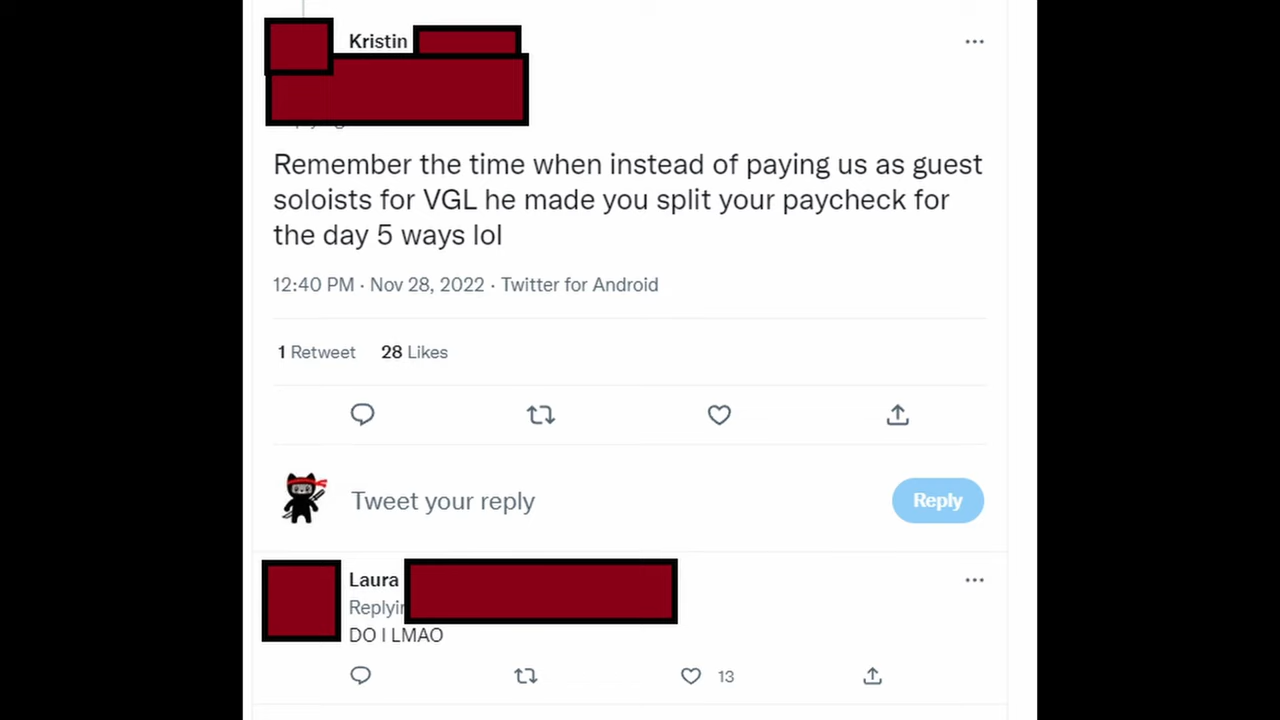 Kristin
Remember the time when instead of paying us as guest
soloists for VGL he made you split your paycheck for
the day 5 ways lol
12:40 PM · Nov 28, 2022 · Twitter for Android
1 Retweet 28 Likes
Tweet your reply
Reply
Laura
DO I LMAO
13